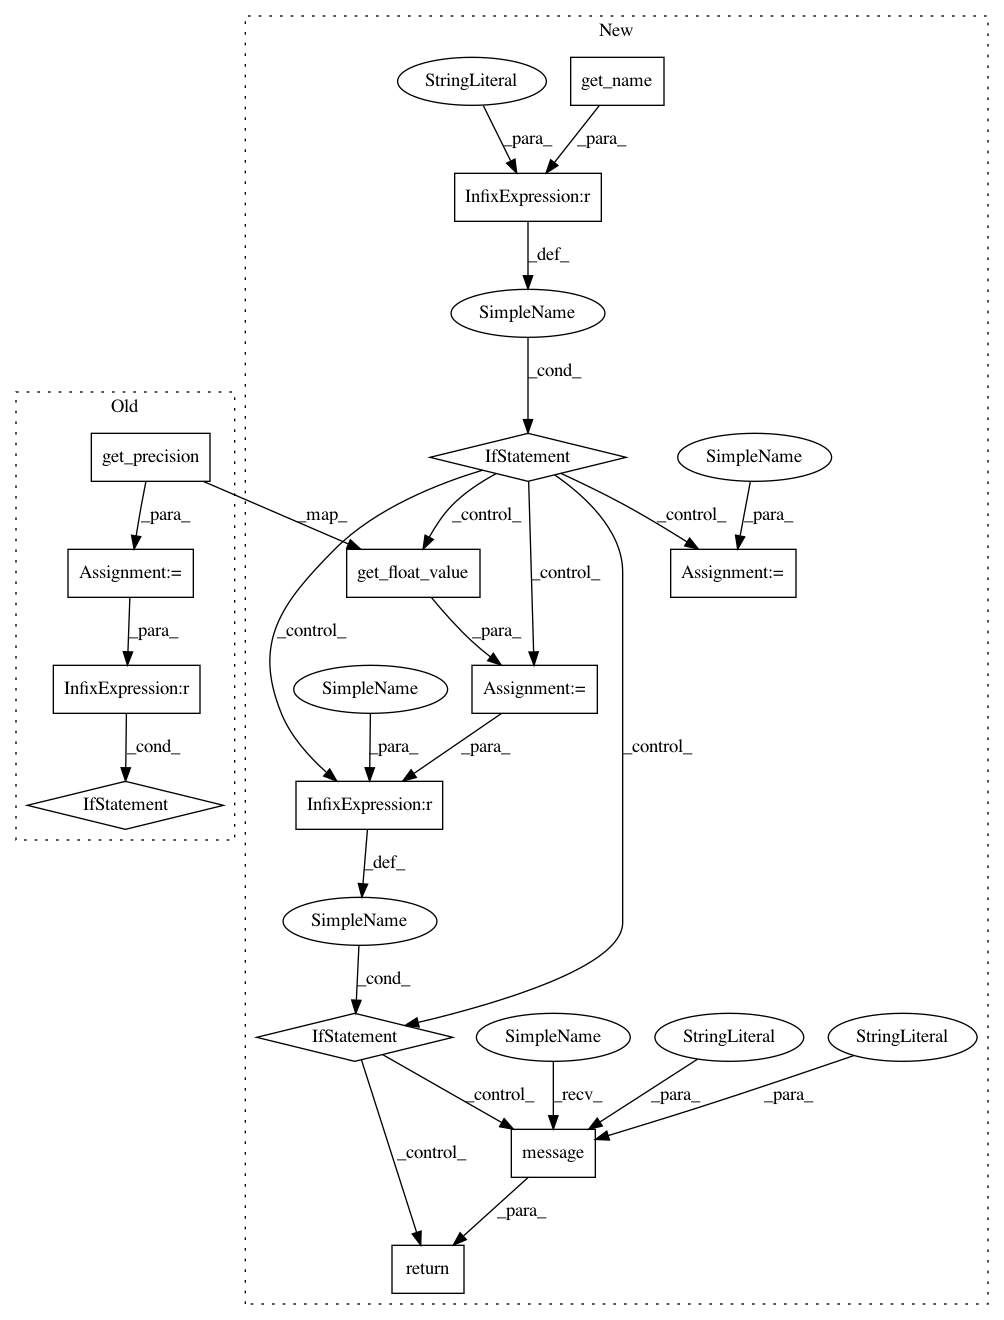 New
StringLiteral
get_name
_para_
_para_
InfixExpression:r
_def_
SimpleName
_cond_
Old
get_precision
IfStatement
SimpleName
_para_
_map_
_control_
_control_
_para_
Assignment:=
get_float_value
_control_
Assignment:=
_para_
_control_
_para_
InfixExpression:r
SimpleName
Assignment:=
_cond_
_para_
_para_
_control_
IfStatement
InfixExpression:r
_def_
SimpleName
_cond_
IfStatement
SimpleName
StringLiteral
StringLiteral
_control_
_recv_
_para_
_para_
_control_
message
_para_
return